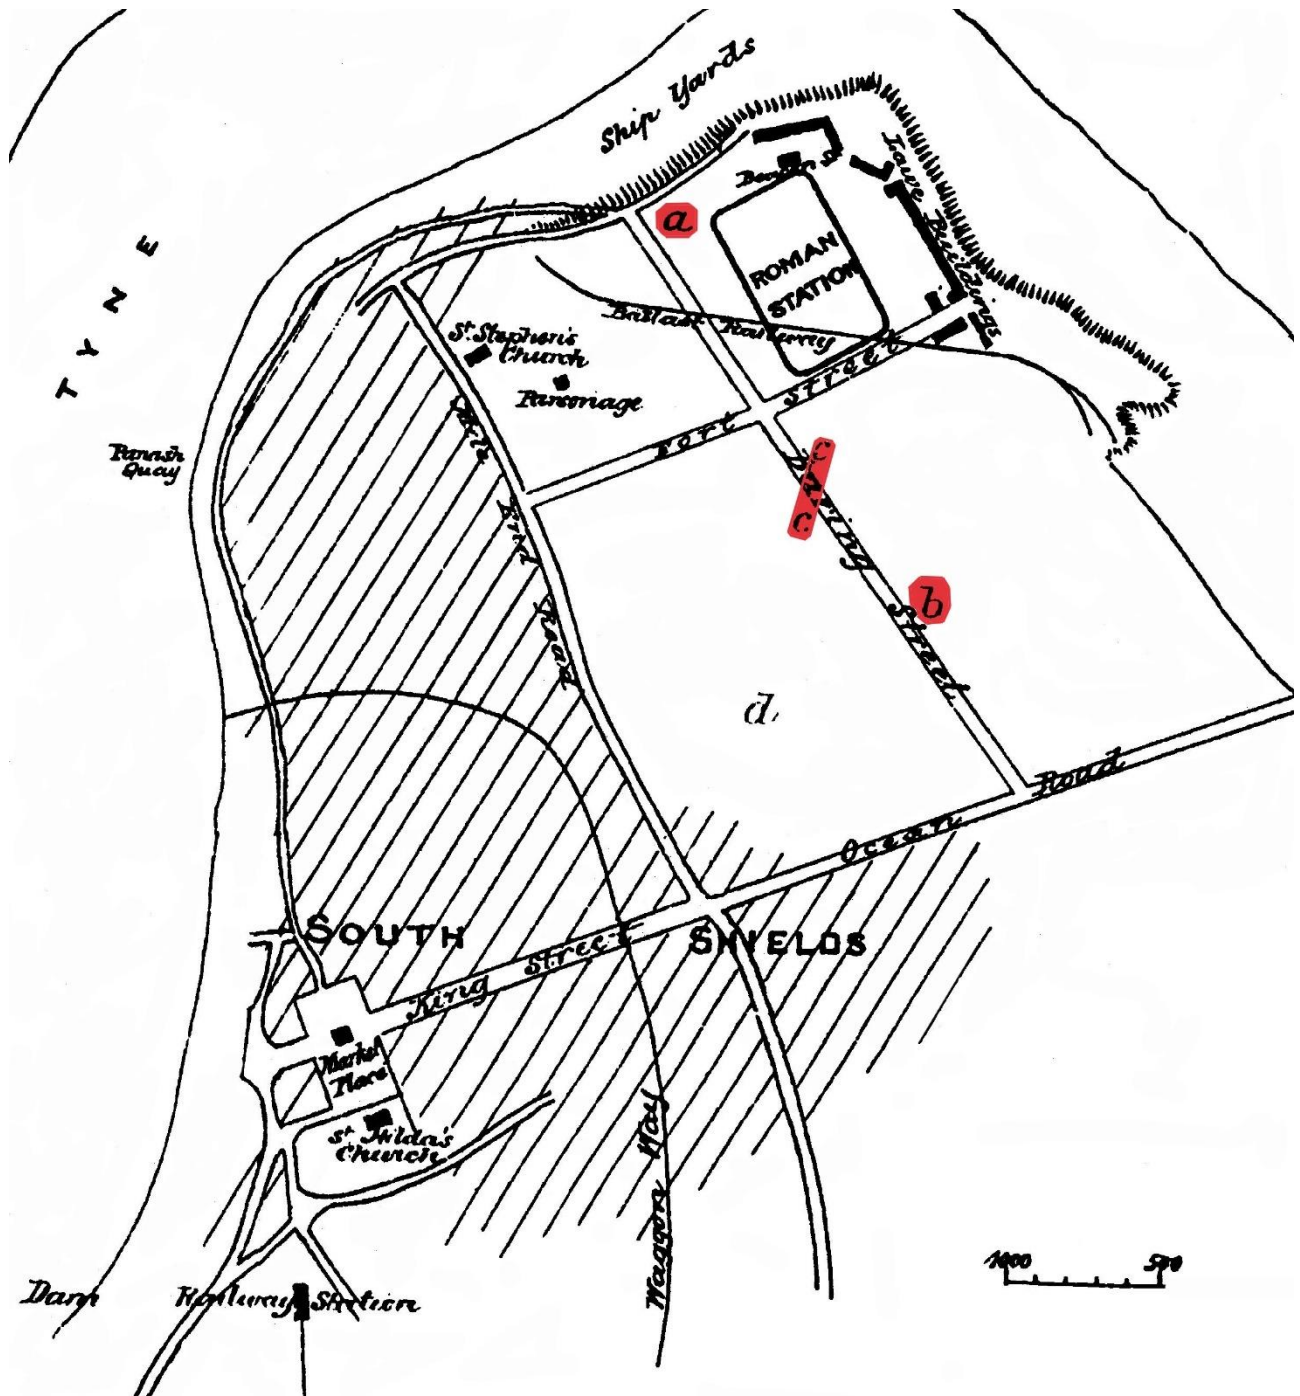 Ship Yards
TYNE
a
Beacon St
Lawe Buildings
ROMAN
STATION
Ballast Railway
St. Stephen's
Church
Parsonage
Mile End Road
Fort Street
Baring Street
c c c
b
d
Quay
Ocean Road
SOUTH SHIELDS
King Street
Market
Place
St Hilda's
Church
Waggon Way
Dam
Railway Station
500